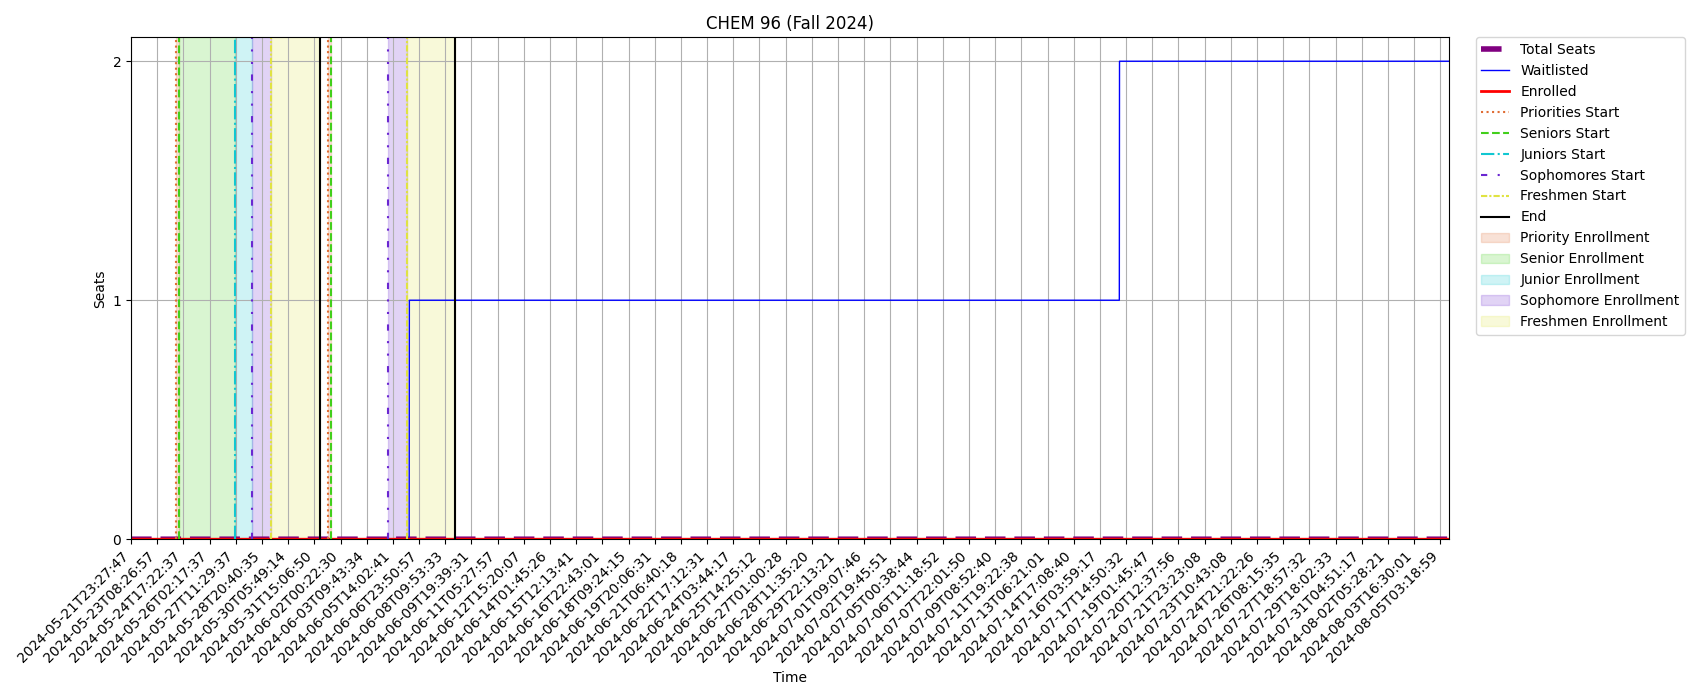 CHEM 96 (Fall 2024)
Seats
2
1
0
2024-05-21T23:27:47
2024-05-23T08:26:57
2024-05-24T17:22:37
2024-05-26T02:17:37
2024-05-27T11:29:37
2024-05-28T20:40:35
2024-05-30T05:49:14
2024-05-31T15:06:50
2024-06-02T00:22:30
2024-06-03T09:43:34
2024-06-05T14:02:41
2024-06-06T23:50:57
2024-06-08T09:53:33
2024-06-09T19:39:31
2024-06-11T05:27:57
2024-06-12T15:20:07
2024-06-14T01:45:26
2024-06-15T12:13:41
2024-06-16T22:43:01
2024-06-18T09:24:15
2024-06-19T20:06:31
2024-06-21T06:40:18
2024-06-22T17:12:31
2024-06-24T03:44:17
2024-06-25T14:25:12
2024-06-27T01:00:28
2024-06-28T11:35:20
2024-06-29T22:13:21
2024-07-01T09:07:46
2024-07-02T19:45:51
2024-07-05T00:38:44
2024-07-06T11:18:52
2024-07-07T22:01:50
2024-07-09T08:52:40
2024-07-11T19:22:38
2024-07-13T06:21:01
2024-07-14T17:08:40
2024-07-16T03:59:17
2024-07-17T14:50:32
2024-07-19T01:45:47
2024-07-20T12:37:56
2024-07-21T23:23:08
2024-07-23T10:43:08
2024-07-24T21:22:26
2024-07-26T08:15:35
2024-07-27T18:57:32
2024-07-29T18:02:33
2024-07-31T04:51:17
2024-08-02T05:28:21
2024-08-03T16:30:01
2024-08-05T03:18:59
Time
Total Seats
Waitlisted
Enrolled
Priorities Start
Seniors Start
Juniors Start
Sophomores Start
Freshmen Start
End
Priority Enrollment
Senior Enrollment
Junior Enrollment
Sophomore Enrollment
Freshmen Enrollment